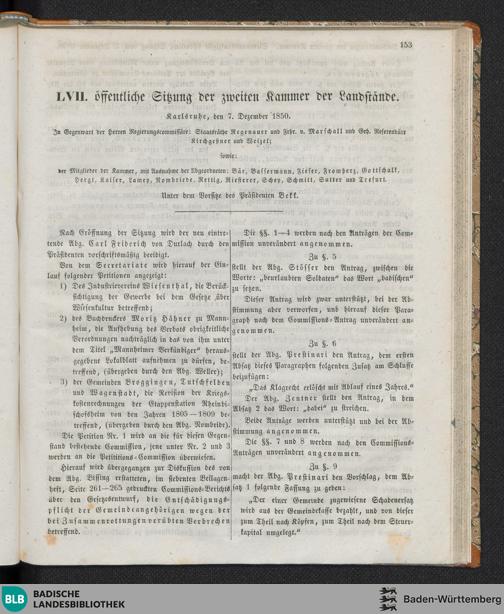 153
LVII. öffentliche Sitzung der zweiten Kammer der Landstände.
Karlsruhe, den 7. Dezember 1850.
In Gegenwart der Herren Regierungscommissäre: Staatsräthe Regenauer und Frhr. v. Marschall und Geh. Referendäre
Kirchgeßner und Weizel;
sowie:
der Mitglieder der Kammer, mit Ausnahme der Abgeordneten: Bär, Bassermann, Fieser, Fromherz, Gottschalk,
Hergt, Kaiser, Lamey, Rombride, Rettig, Riesterer, Schey, Schmitt, Sutter und Trefurt.
Unter dem Vorsitze des Präsidenten Bekk.
Nach Eröffnung der Sitzung wird der neu eintre-
tende Abg. Carl Friderich von Durlach durch den
Präsidenten vorschriftsmäßig beeidigt.
Von dem Secretariate wird hierauf der Ein-
lauf folgender Petitionen angezeigt:
1) Des Industrievereins Wiesenthal, die Berück-
sichtigung der Gewerbe bei dem Gesetz über
Wiesenkultur betreffend;
2) des Buchdruckers Moritz Hähner zu Mann-
heim, die Aufhebung des Verbots obrigkeitliche
Verordnungen nachträglich in das von ihm unter
dem Titel „Mannheimer Verkündiger“ heraus-
gegebene Lokalblatt aufnehmen zu dürfen, be-
treffend, (übergeben durch den Abg. Weller);
3) der Gemeinden Broggingen, Tutschfelden
und Wagenstadt, die Revision der Kriegs-
kostenrechnungen der Etappenstation Rheinbi-
schofsheim von den Jahren 1805—1809 be-
treffend, (übergeben durch den Abg. Rombride).
Die Petition Nr. 1 wird an die für diesen Gegen-
stand bestehende Commission, jene unter Nr. 2 und 3
werden an die Petitions-Commission überwiesen.
Hierauf wird übergegangen zur Diskussion des von
dem Abg. Bissing erstatteten, im siebenten Beilagen-
heft, Seite 261—265 gedruckten Commissions-Berichts
über den Gesetzesentwurf, die Entschädigungs-
pflicht der Gemeindeangehörigen wegen der
bei Zusammenrottungen verübten Verbrechen
betreffend.
Die §§. 1—4 werden nach den Anträgen der Com-
mission unverändert angenommen.
Zu §. 5
stellt der Abg. Stösser den Antrag, zwischen die
Worte: „beurlaubten Soldaten“ das Wort „badischen“
zu setzen.
Dieser Antrag wird zwar unterstützt, bei der Ab-
stimmung aber verworfen, und hierauf dieser Para-
graph nach dem Commissions-Antrag unverändert an-
genommen.
Zu §. 6
stellt der Abg. Prestinari den Antrag, dem ersten
Absatz dieses Paragraphen folgenden Zusatz am Schlusse
beizufügen:
„Das Klagrecht erlöscht mit Ablauf eines Jahres.“
Der Abg. Zentner stellt den Antrag, in dem
Absatz 2 das Wort: „dabei“ zu streichen.
Beide Anträge werden unterstützt und bei der Ab-
stimmung angenommen.
Die §§. 7 und 8 werden nach den Commissions-
Anträgen unverändert angenommen.
Zu §. 9
macht der Abg. Prestinari den Vorschlag, dem Ab-
satz 1 folgende Fassung zu geben:
„Der einer Gemeinde zugewiesene Schadenersatz
wird aus der Gemeindekasse bezahlt, und von dieser
zum Theil nach Köpfen, zum Theil nach dem Steuer-
kapital umgelegt.“
BLB
BADISCHE
LANDESBIBLIOTHEK
Baden-Württemberg